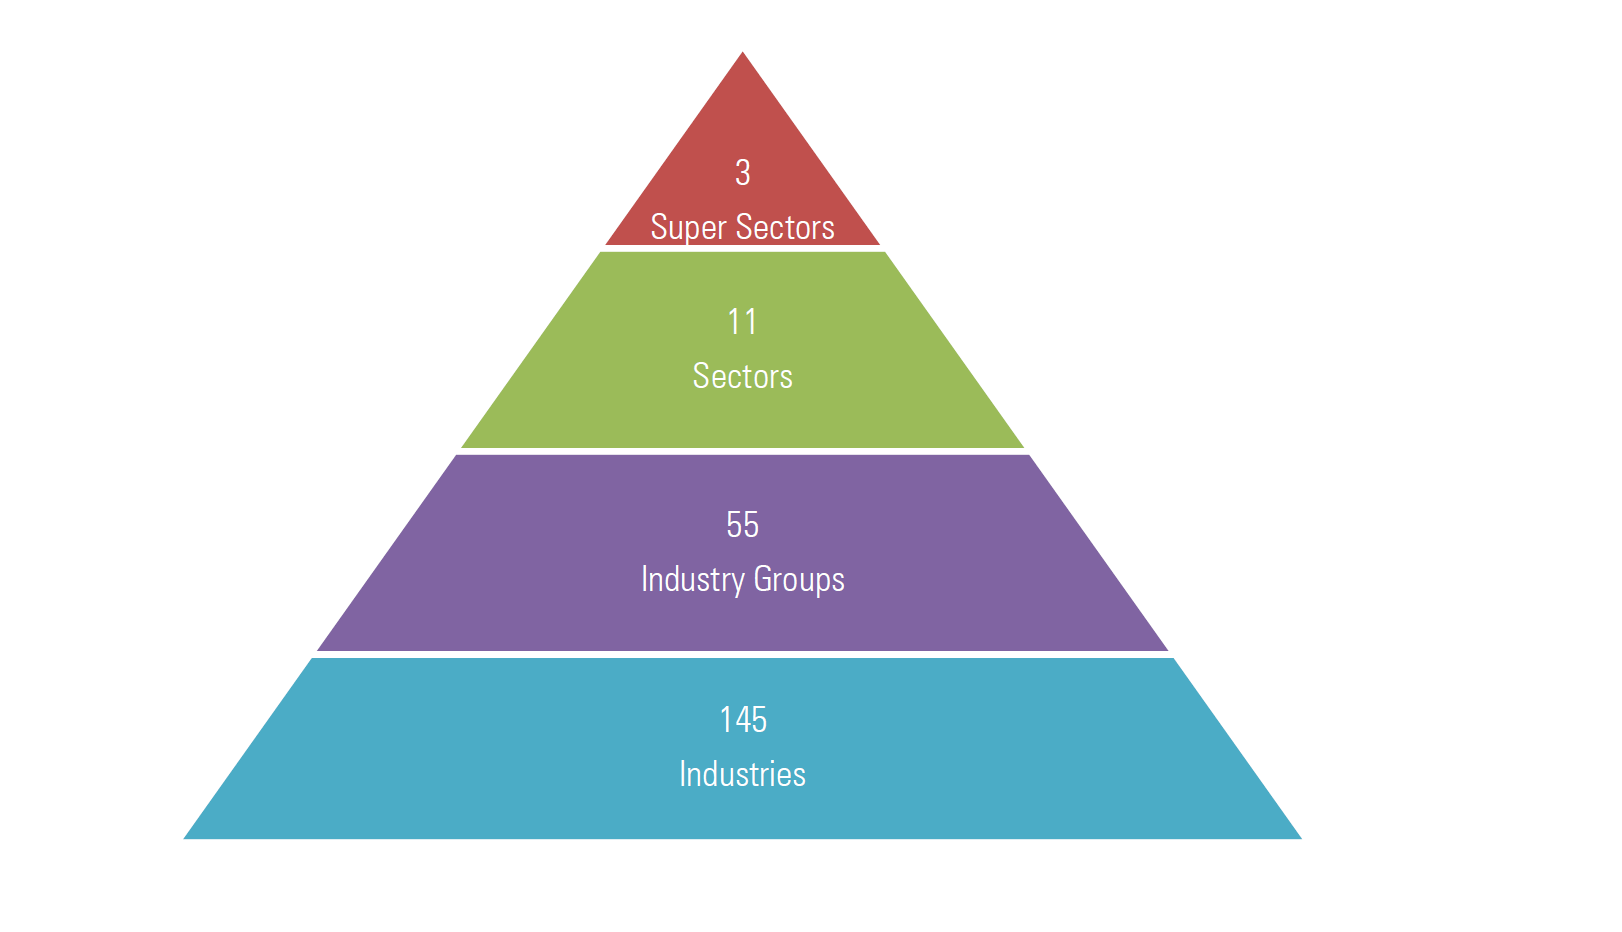 3
Super Sectors
11
Sectors
55
Industry Groups
145
Industries